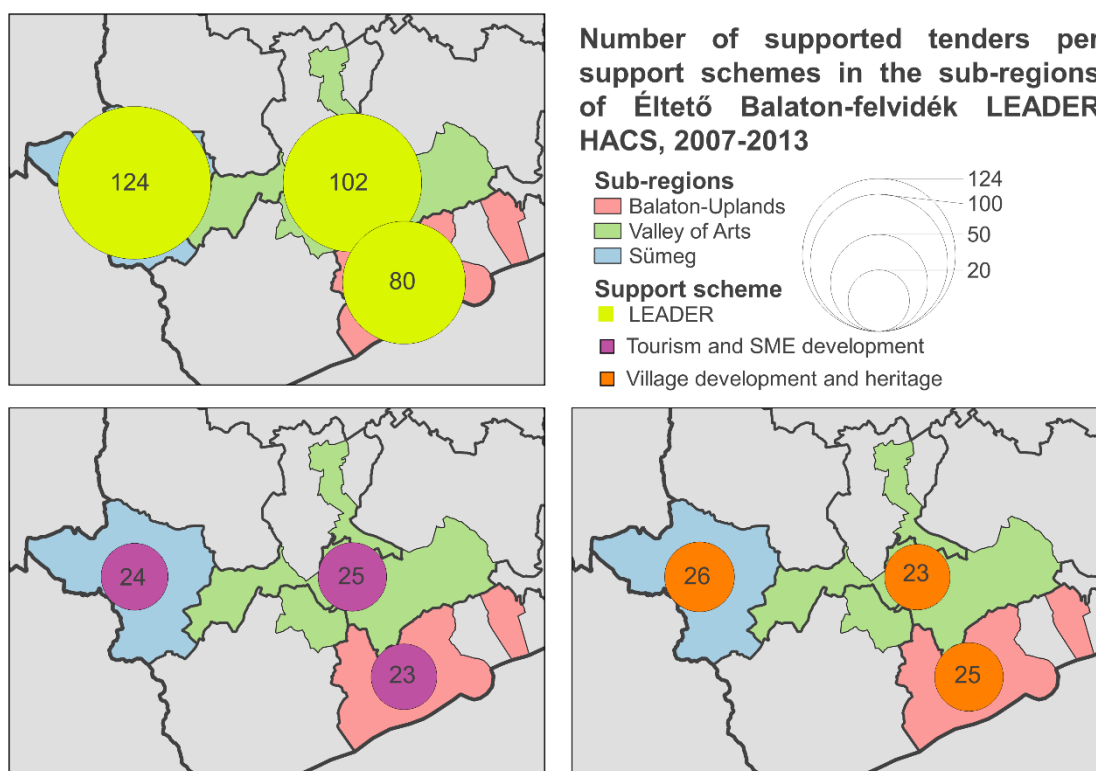 Number of supported tenders per
support schemes in the sub-regions
of Éltető Balaton-felvidék LEADER
HACS, 2007-2013
Sub-regions
Balaton-Uplands
Valley of Arts
Sümeg
Support scheme
LEADER
Tourism and SME development
Village development and heritage
124
100
50
20
124
102
80
24
25
23
26
23
25